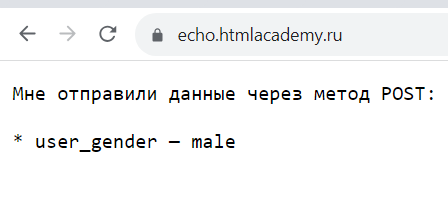 echo.htmlacademy.ru
Мне отправили данные через метод POST:
* user_gender — male